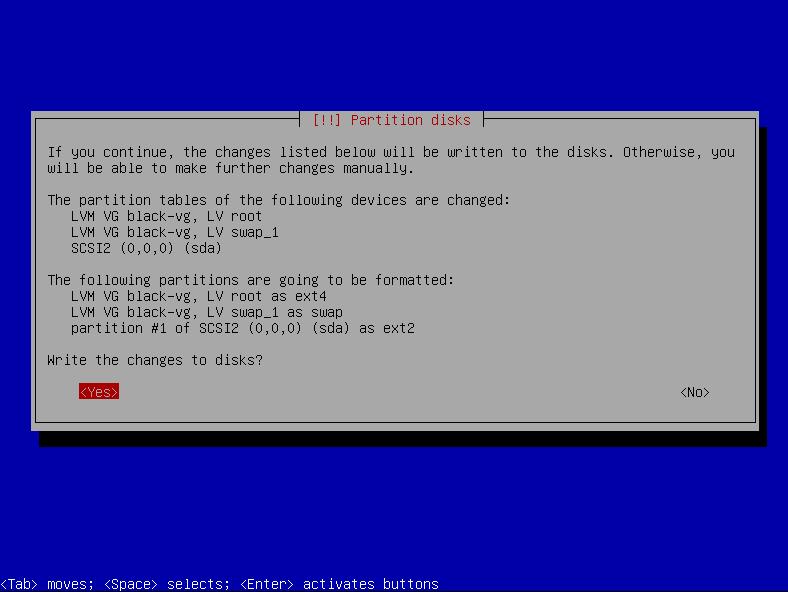 [!!] Partition disks
If you continue, the changes listed below will be written to the disks. Otherwise, you
will be able to make further changes manually.
The partition tables of the following devices are changed:
LVM VG black-vg, LV root
LVM VG black-vg, LV swap_1
SCSI2 (0,0,0) (sda)
The following partitions are going to be formatted:
LVM VG black-vg, LV root as ext4
LVM VG black-vg, LV swap_1 as swap
partition #1 of SCSI2 (0,0,0) (sda) as ext2
Write the changes to disks?
<Yes> <No>
<Tab> moves; <Space> selects; <Enter> activates buttons